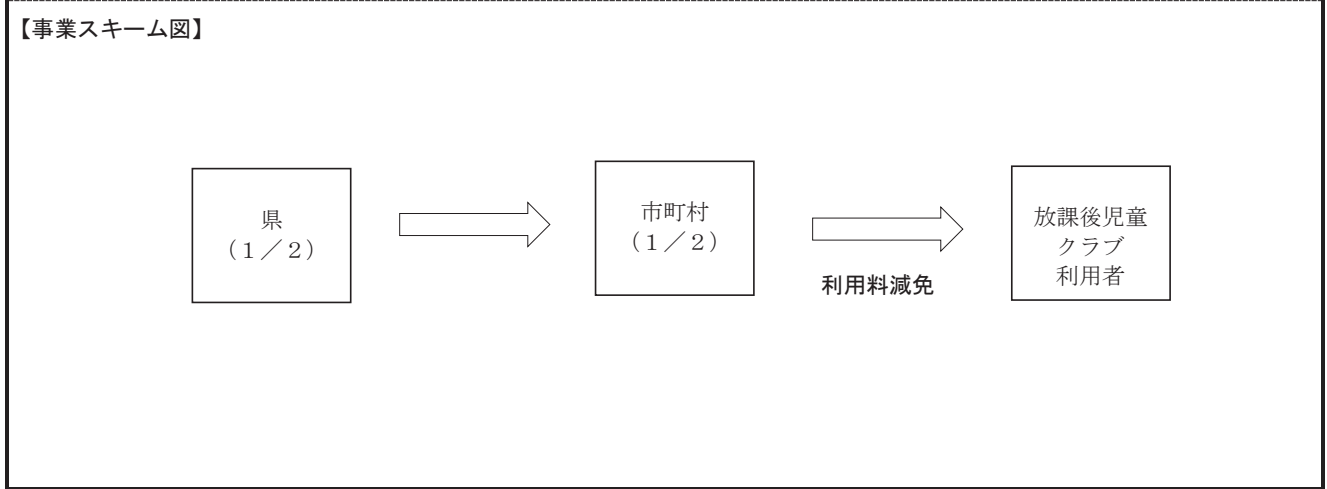 【事業スキーム図】
県
（１／２）
市町村
（１／２）
利用料減免
放課後児童
クラブ
利用者